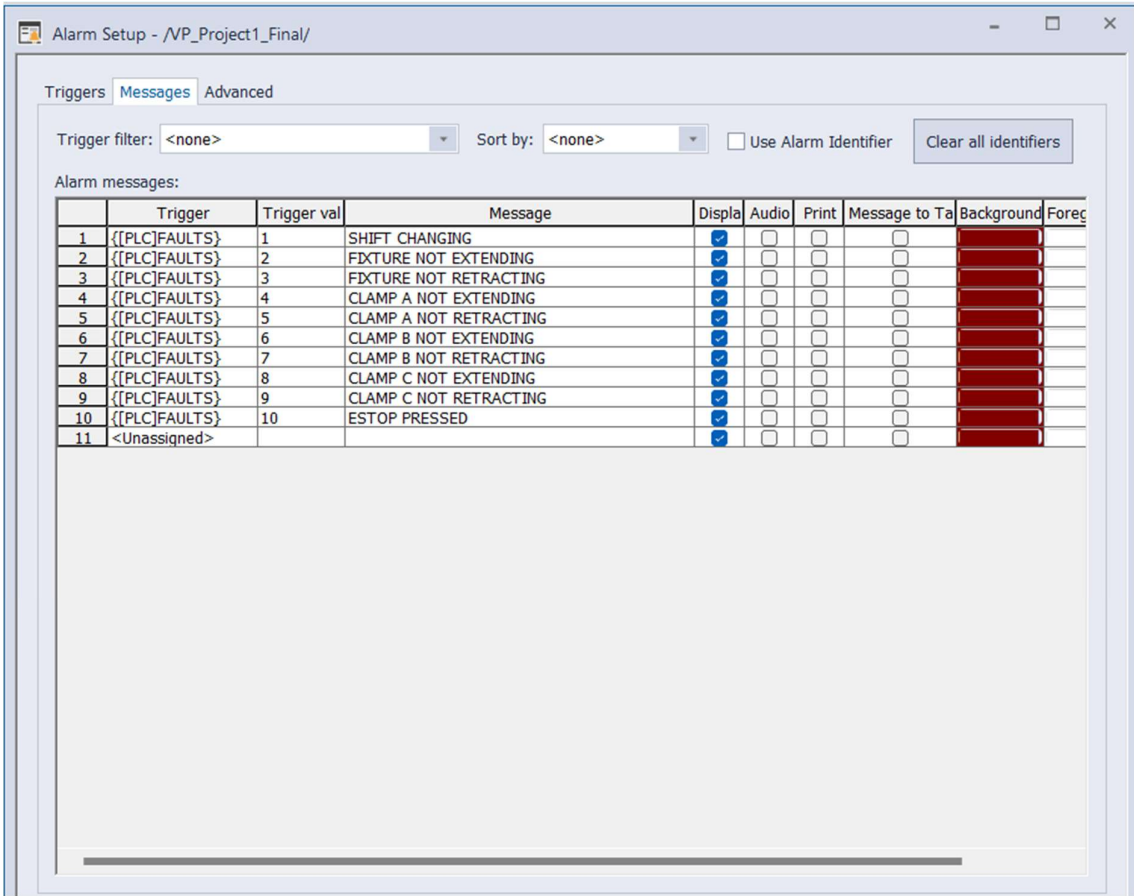 Alarm Setup - /VP_Project1_Final/
Triggers Messages Advanced
Trigger filter: <none> Sort by: <none> Use Alarm Identifier Clear all identifiers
Alarm messages:
Trigger Trigger val Message Displa Audio Print Message to Ta Background Foreg
1 {[PLC]FAULTS} 1 SHIFT CHANGING
2 {[PLC]FAULTS} 2 FIXTURE NOT EXTENDING
3 {[PLC]FAULTS} 3 FIXTURE NOT RETRACTING
4 {[PLC]FAULTS} 4 CLAMP A NOT EXTENDING
5 {[PLC]FAULTS} 5 CLAMP A NOT RETRACTING
6 {[PLC]FAULTS} 6 CLAMP B NOT EXTENDING
7 {[PLC]FAULTS} 7 CLAMP B NOT RETRACTING
8 {[PLC]FAULTS} 8 CLAMP C NOT EXTENDING
9 {[PLC]FAULTS} 9 CLAMP C NOT RETRACTING
10 {[PLC]FAULTS} 10 ESTOP PRESSED
11 <Unassigned>